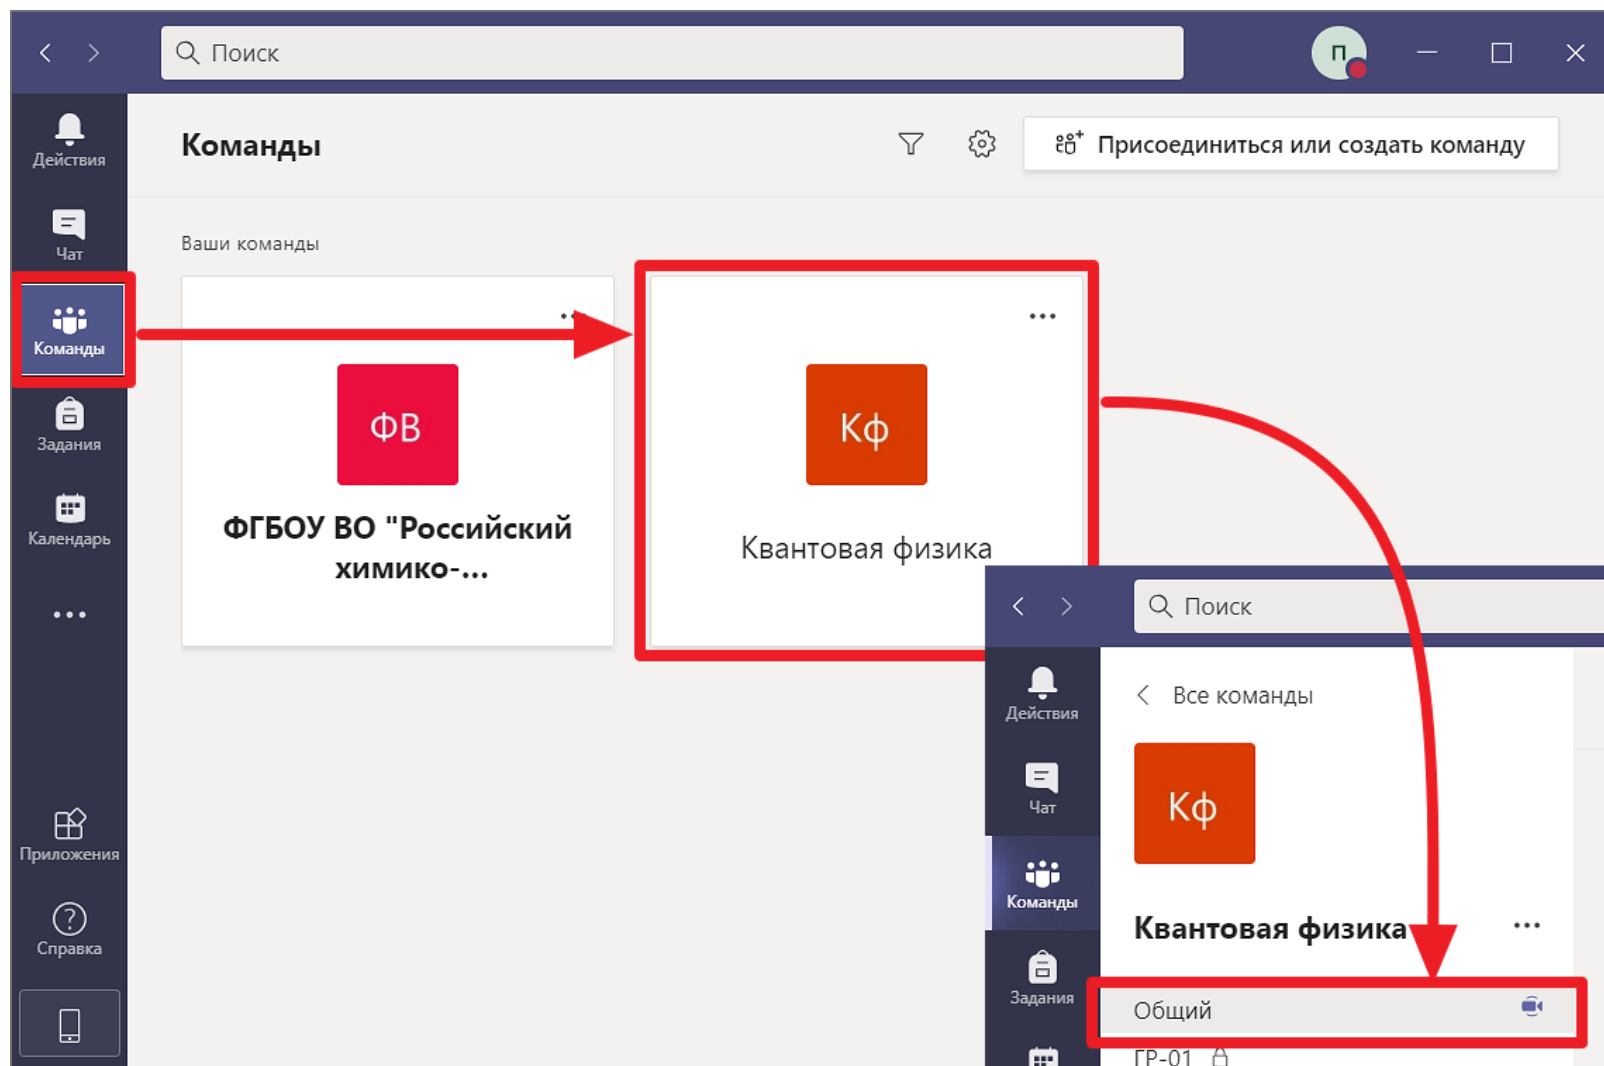 Поиск
П
Действия
Чат
Команды
Задания
Календарь
Приложения
Справка
Команды
Присоединиться или создать команду
Ваши команды
ФВ
ФГБОУ ВО "Российский
химико-...
Кф
Квантовая физика
Поиск
Действия
Чат
Команды
Задания
Все команды
Кф
Квантовая физика
Общий
ГР-01